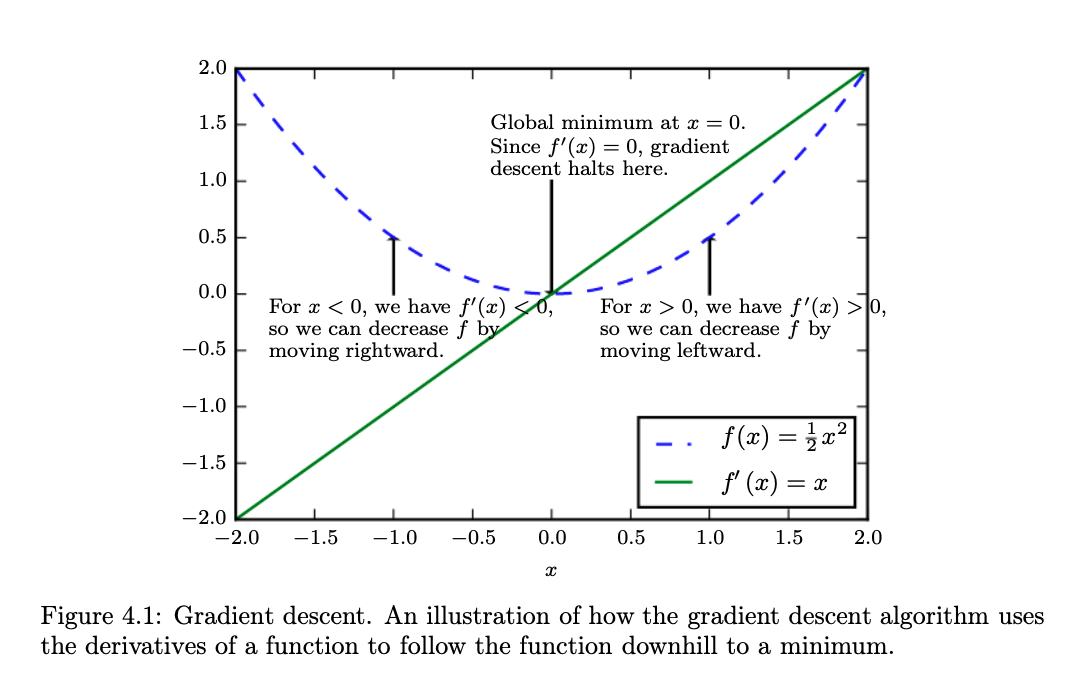 2.0
1.5
1.0
0.5
0.0
−0.5
−1.0
−1.5
−2.0
Global minimum at x = 0.
Since f′(x) = 0, gradient
descent halts here.
For x < 0, we have f′(x) < 0,
so we can decrease f by
moving rightward.
For x > 0, we have f′(x) > 0,
so we can decrease f by
moving leftward.
f(x) = ½x²
f′ (x) = x
−2.0 −1.5 −1.0 −0.5 0.0 0.5 1.0 1.5 2.0
x
Figure 4.1: Gradient descent. An illustration of how the gradient descent algorithm uses
the derivatives of a function to follow the function downhill to a minimum.